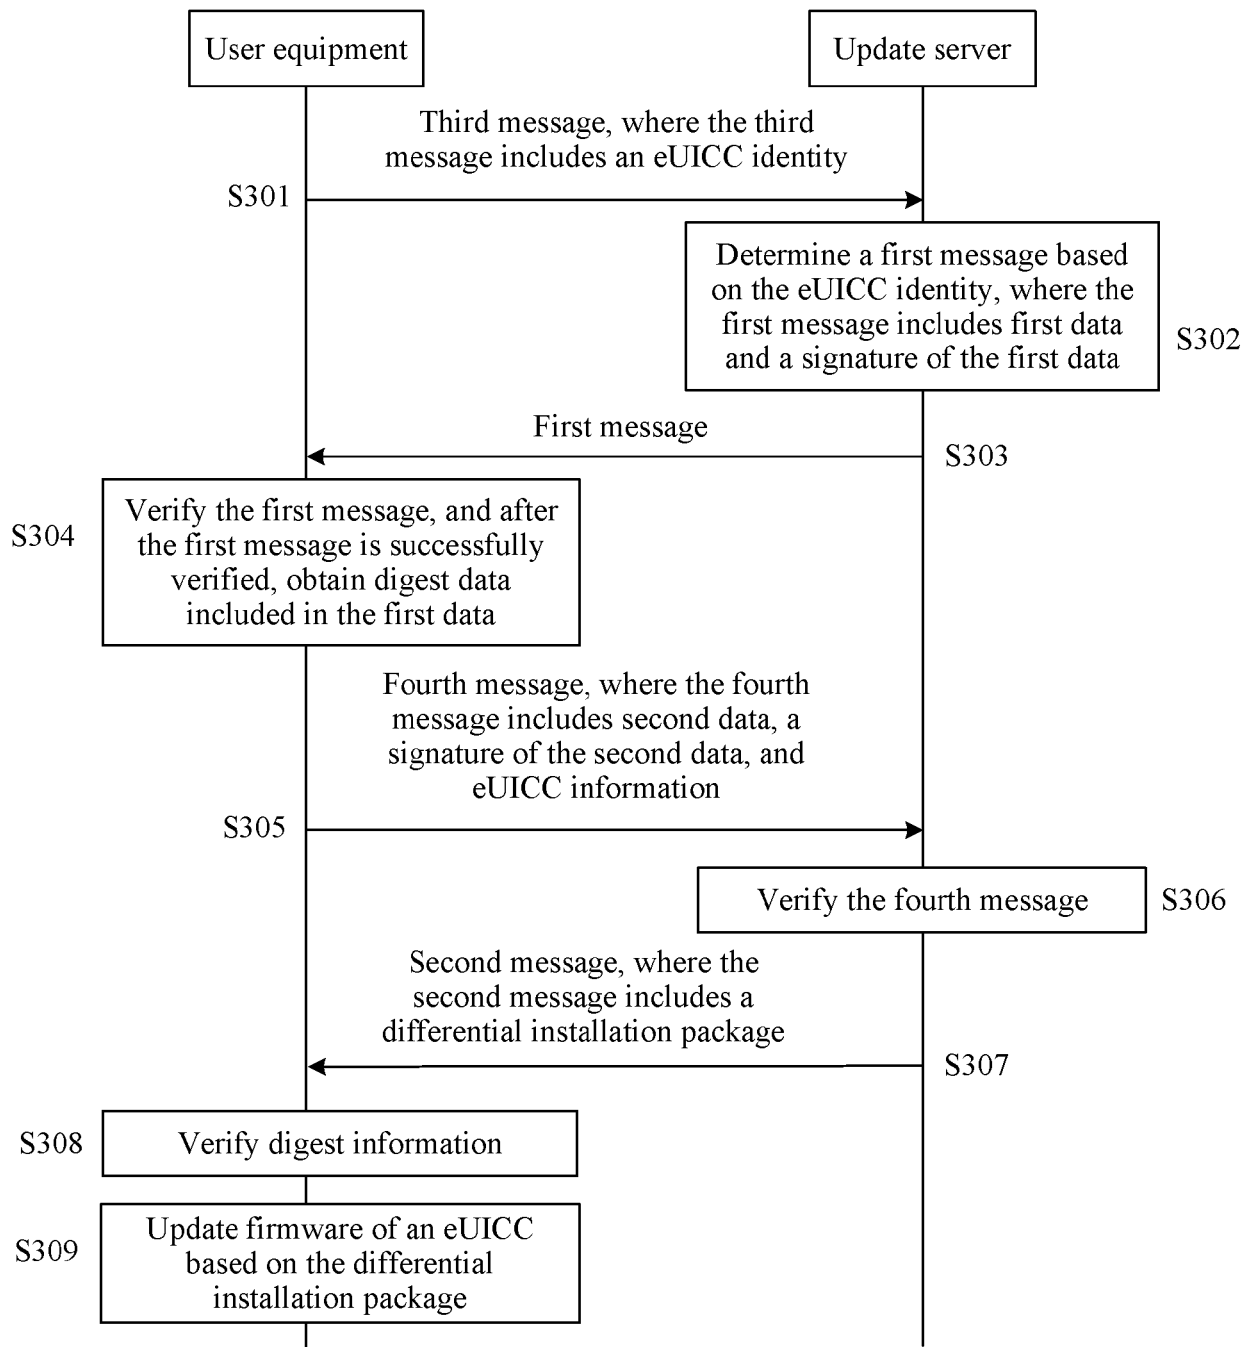 User equipment
Update server
Third message, where the third
message includes an eUICC identity
S301
Determine a first message based
on the eUICC identity, where the
first message includes first data
and a signature of the first data
S302
First message
S303
S304
Verify the first message, and after
the first message is successfully
verified, obtain digest data
included in the first data
Fourth message, where the fourth
message includes second data, a
signature of the second data, and
eUICC information
S305
Verify the fourth message
S306
Second message, where the
second message includes a
differential installation package
S307
S308
Verify digest information
S309
Update firmware of an eUICC
based on the differential
installation package